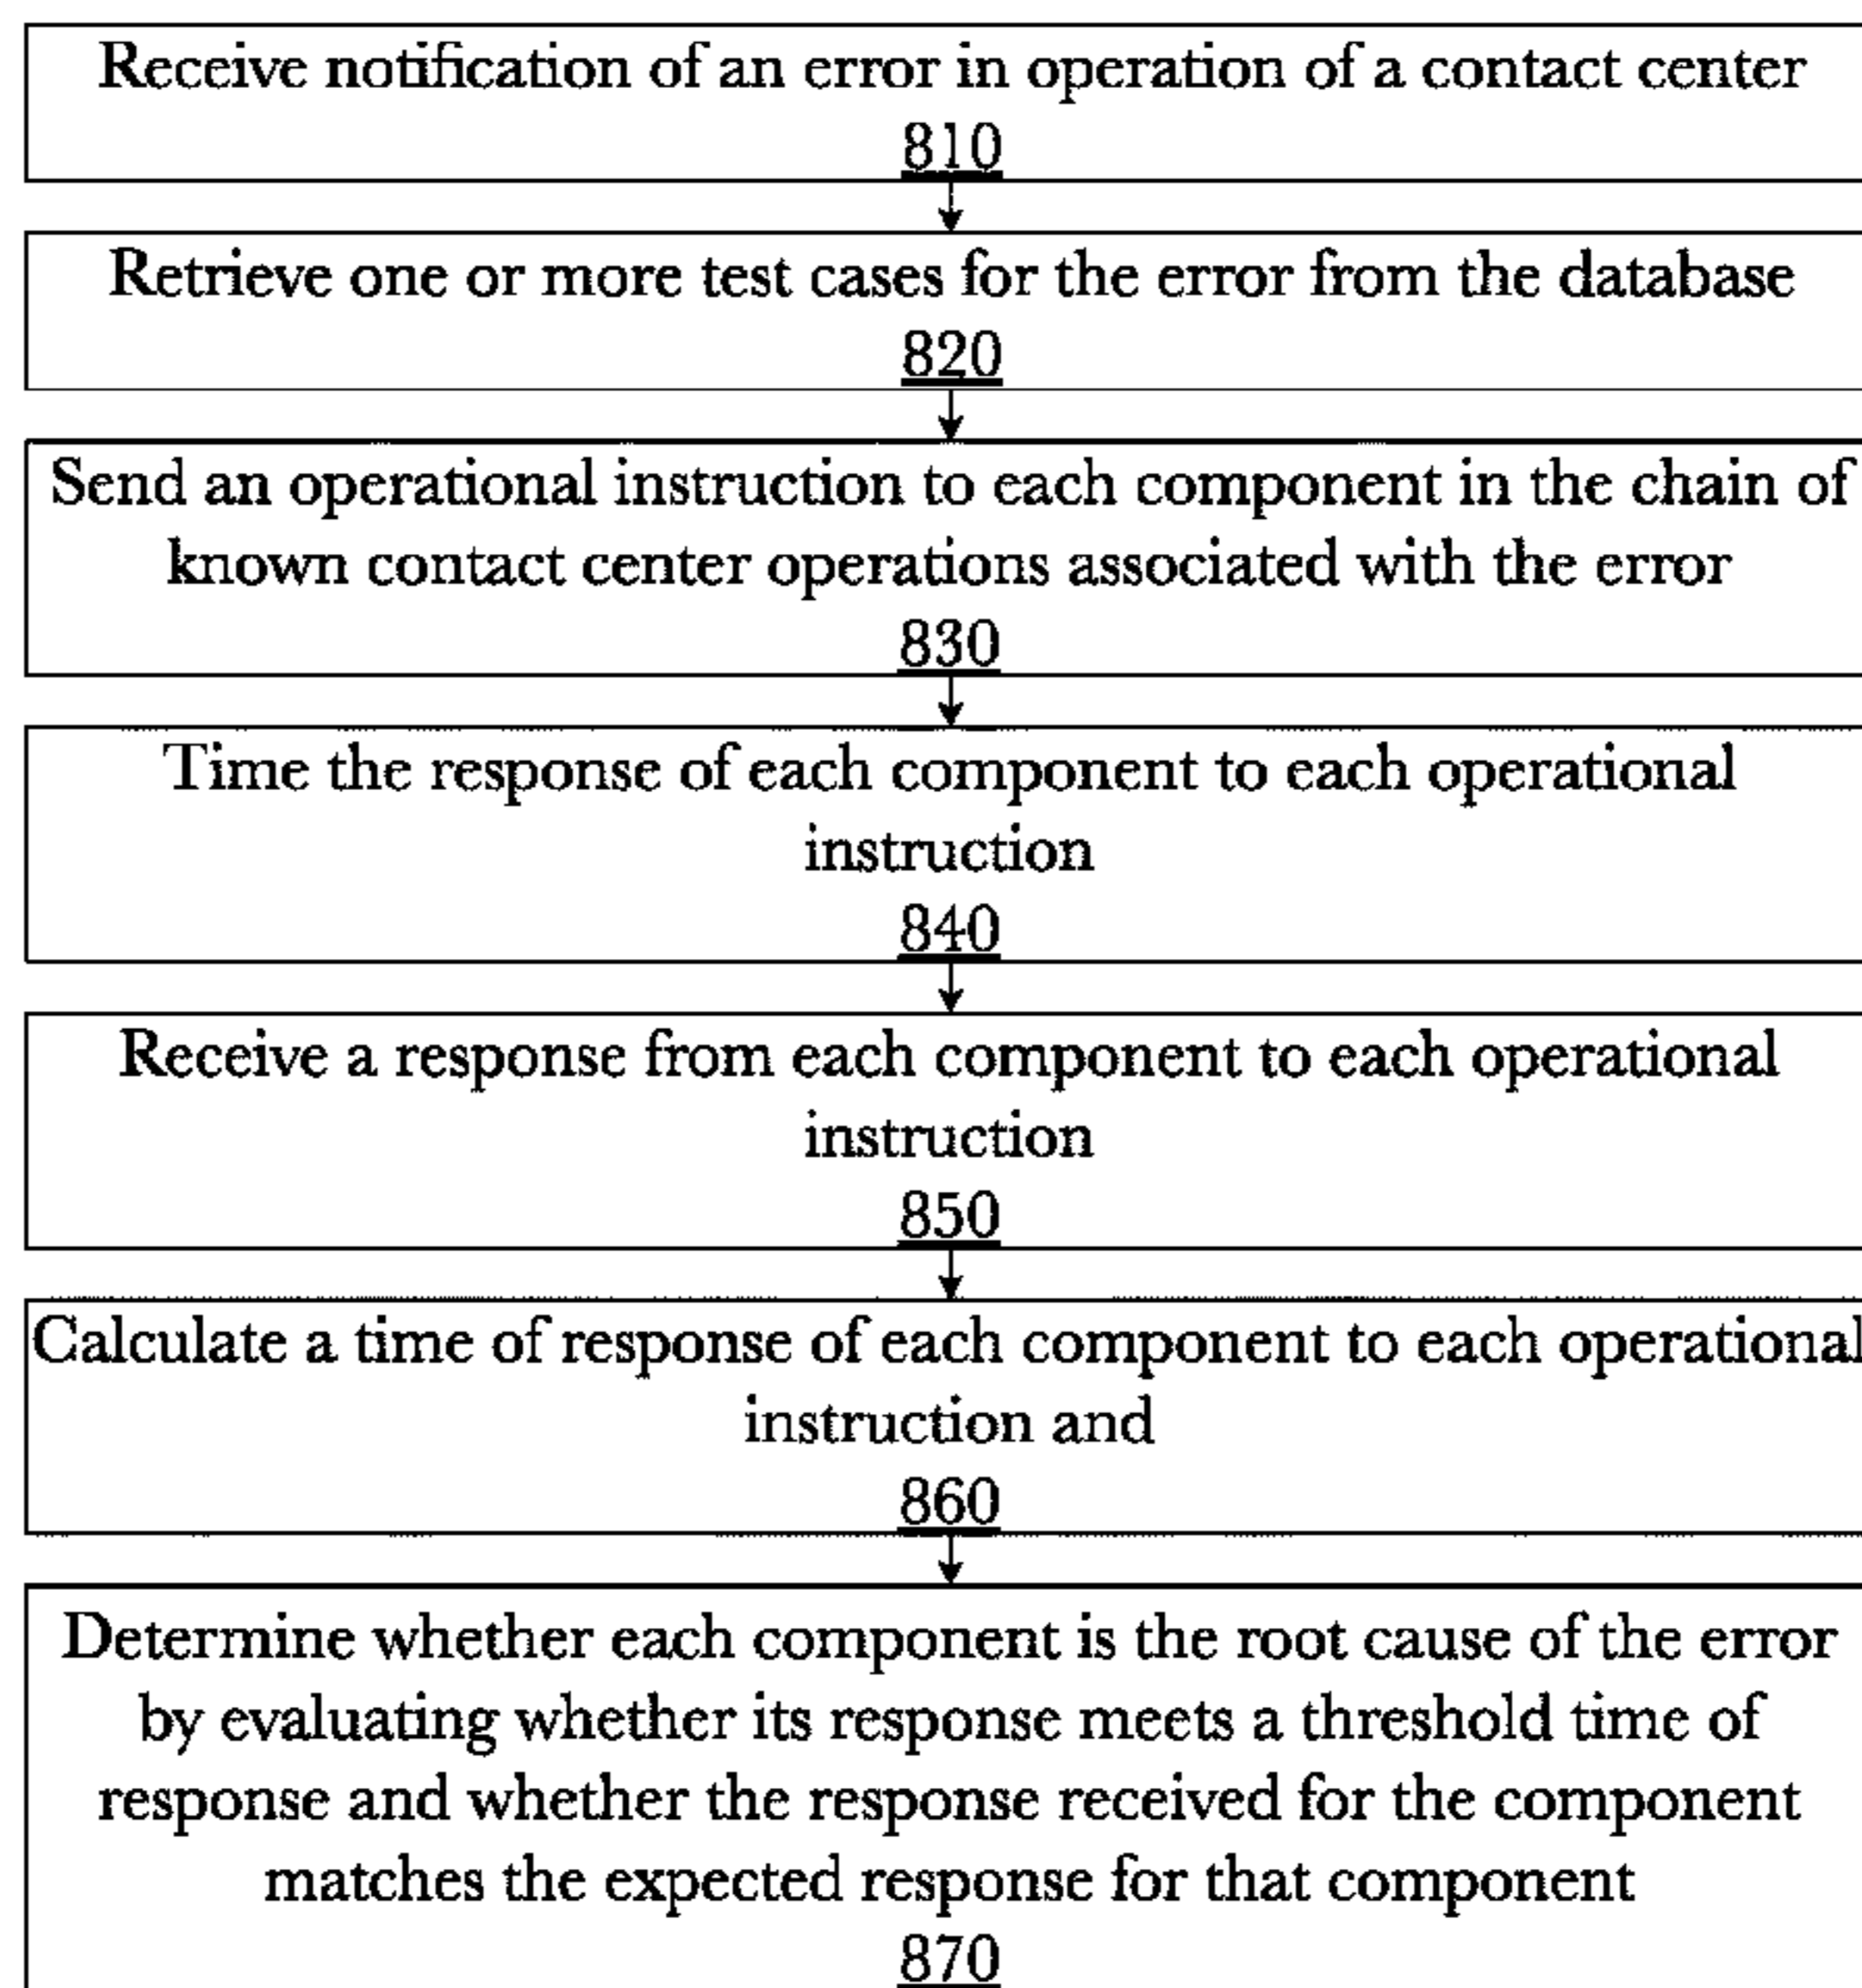 Receive notification of an error in operation of a contact center
810
Retrieve one or more test cases for the error from the database
820
Send an operational instruction to each component in the chain of
known contact center operations associated with the error
830
Time the response of each component to each operational
instruction
840
Receive a response from each component to each operational
instruction
850
Calculate a time of response of each component to each operational
instruction and
860
Determine whether each component is the root cause of the error
by evaluating whether its response meets a threshold time of
response and whether the response received for the component
matches the expected response for that component
870